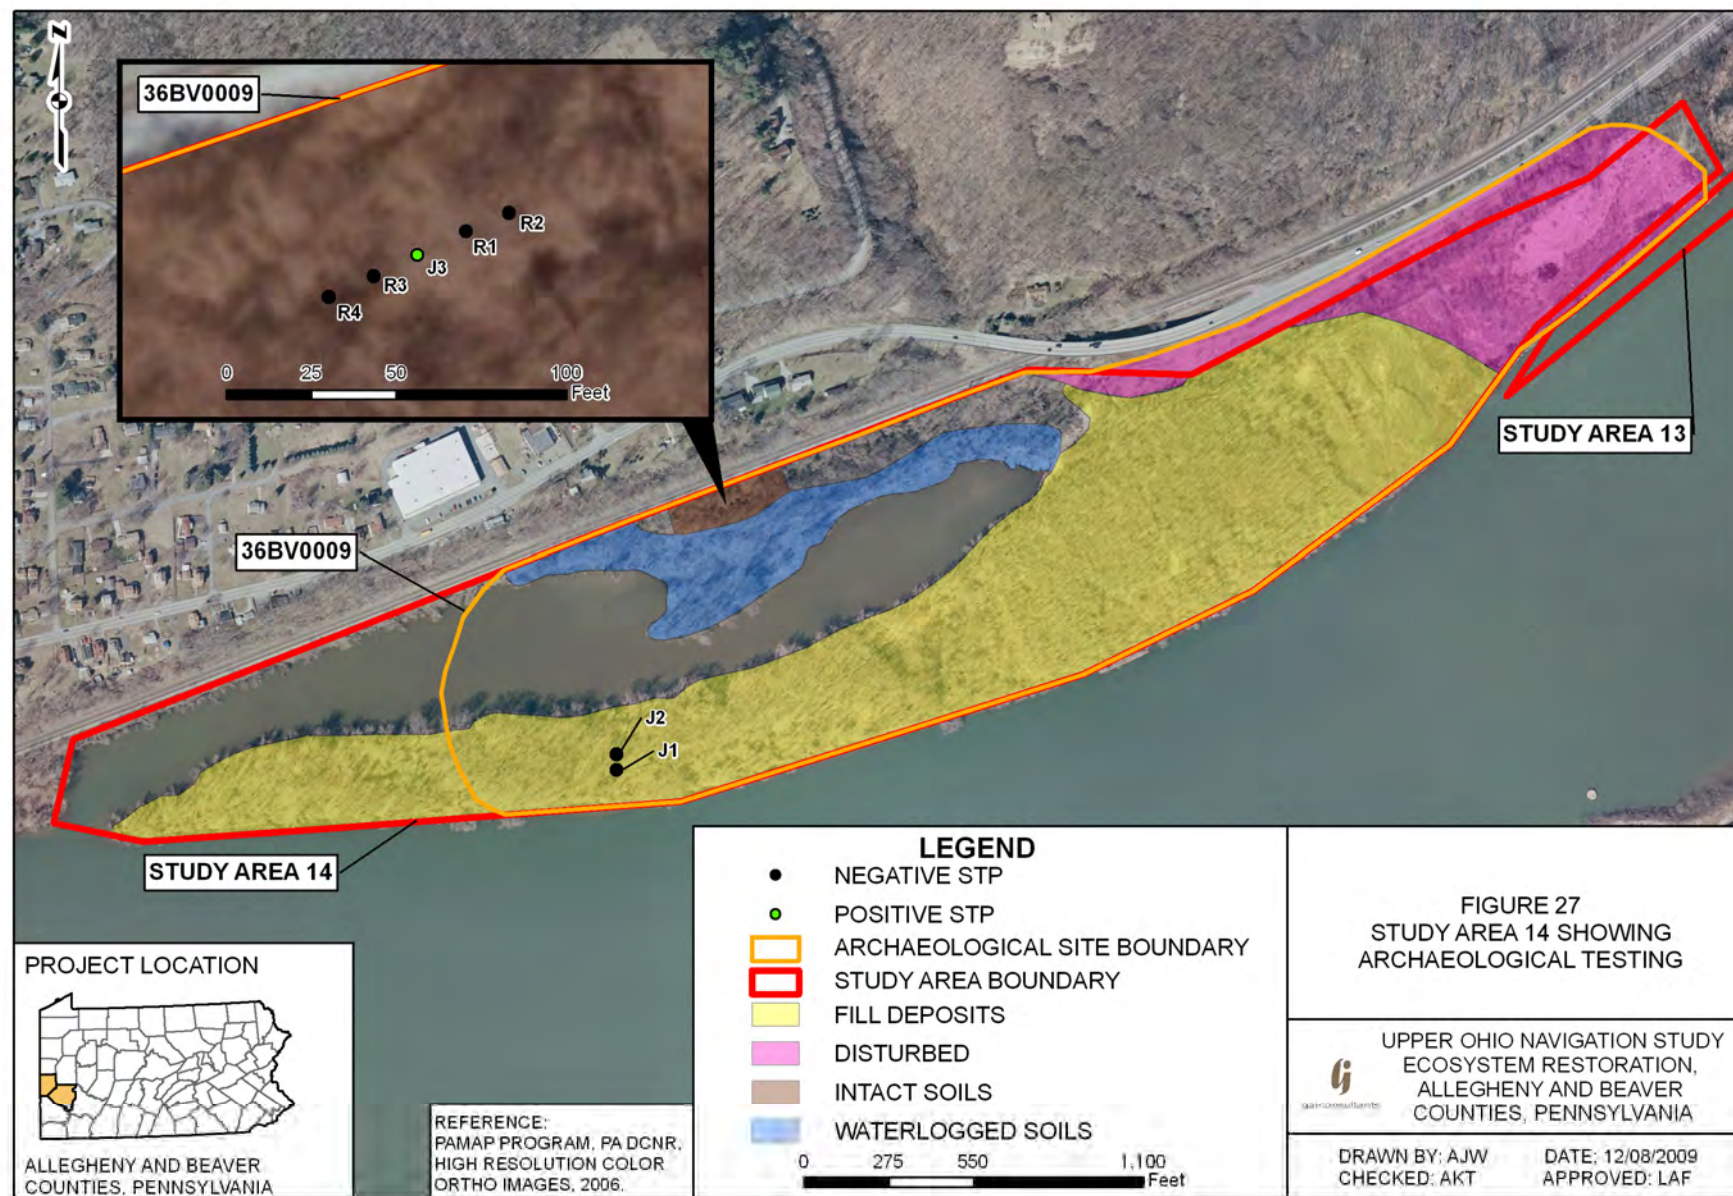 Z
36BV0009
R2
R1
J3
R3
R4
0 25 50 100
Feet
STUDY AREA 13
36BV0009
J2
J1
STUDY AREA 14
LEGEND
NEGATIVE STP
POSITIVE STP
ARCHAEOLOGICAL SITE BOUNDARY
STUDY AREA BOUNDARY
FILL DEPOSITS
DISTURBED
INTACT SOILS
WATERLOGGED SOILS
0 275 550 1,100
Feet
PROJECT LOCATION
ALLEGHENY AND BEAVER
COUNTIES, PENNSYLVANIA
REFERENCE:
PAMAP PROGRAM, PA DCNR,
HIGH RESOLUTION COLOR
ORTHO IMAGES, 2006.
FIGURE 27
STUDY AREA 14 SHOWING
ARCHAEOLOGICAL TESTING
gai consultants
UPPER OHIO NAVIGATION STUDY
ECOSYSTEM RESTORATION,
ALLEGHENY AND BEAVER
COUNTIES, PENNSYLVANIA
DRAWN BY: AJW DATE: 12/08/2009
CHECKED: AKT APPROVED: LAF